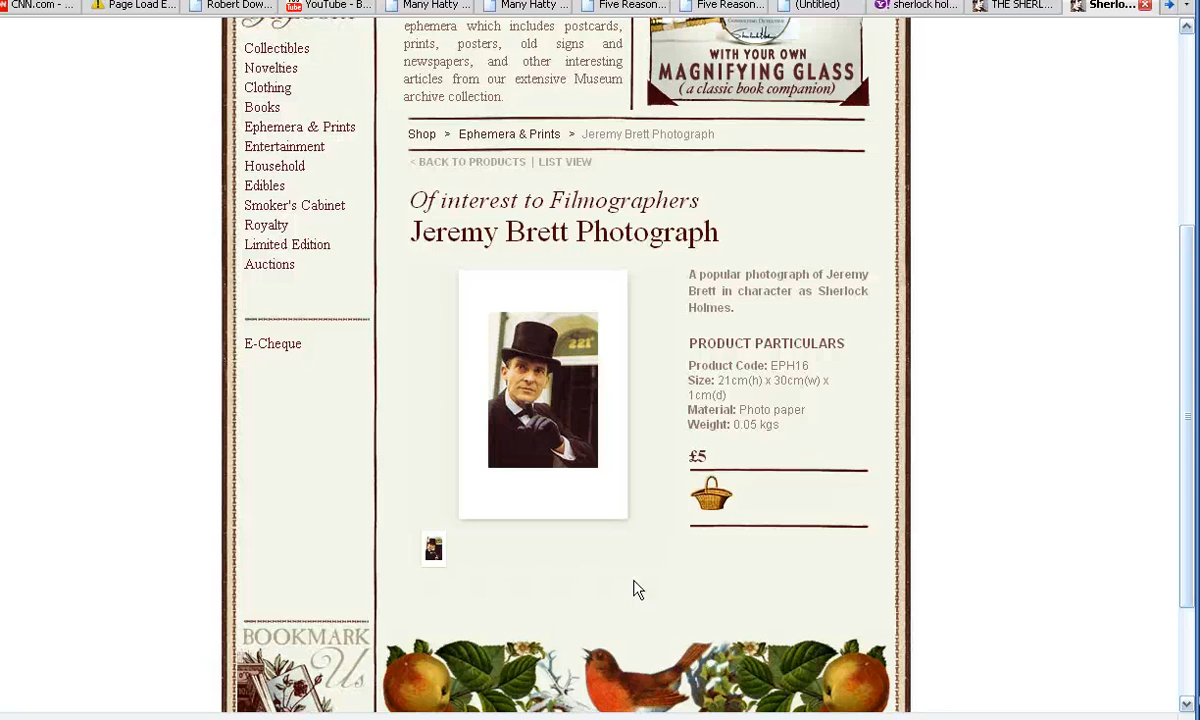 CNN.com - ...
Page Load E...
Robert Dow...
YouTube - B...
Many Hatty ...
Many Hatty ...
Five Reason...
Five Reason...
(Untitled)
sherlock hol...
THE SHERL...
Sherlo...
Collectibles
Novelties
Clothing
Books
Ephemera & Prints
Entertainment
Household
Edibles
Smoker's Cabinet
Royalty
Limited Edition
Auctions
E-Cheque
BOOKMARK
Us
ephemera which includes postcards,
prints, posters, old signs and
newspapers, and other interesting
articles from our extensive Museum
archive collection.
WITH YOUR OWN
MAGNIFYING GLASS
( a classic book companion)
Shop » Ephemera & Prints > Jeremy Brett Photograph
< BACK TO PRODUCTS | LIST VIEW
Of interest to Filmographers
Jeremy Brett Photograph
221
A popular photograph of Jeremy
Brett in character as Sherlock
Holmes.
PRODUCT PARTICULARS
Product Code: EPH16
Size: 21cm(h) x 30cm(w) x
1cm(d)
Material: Photo paper
Weight: 0.05 kgs
£5